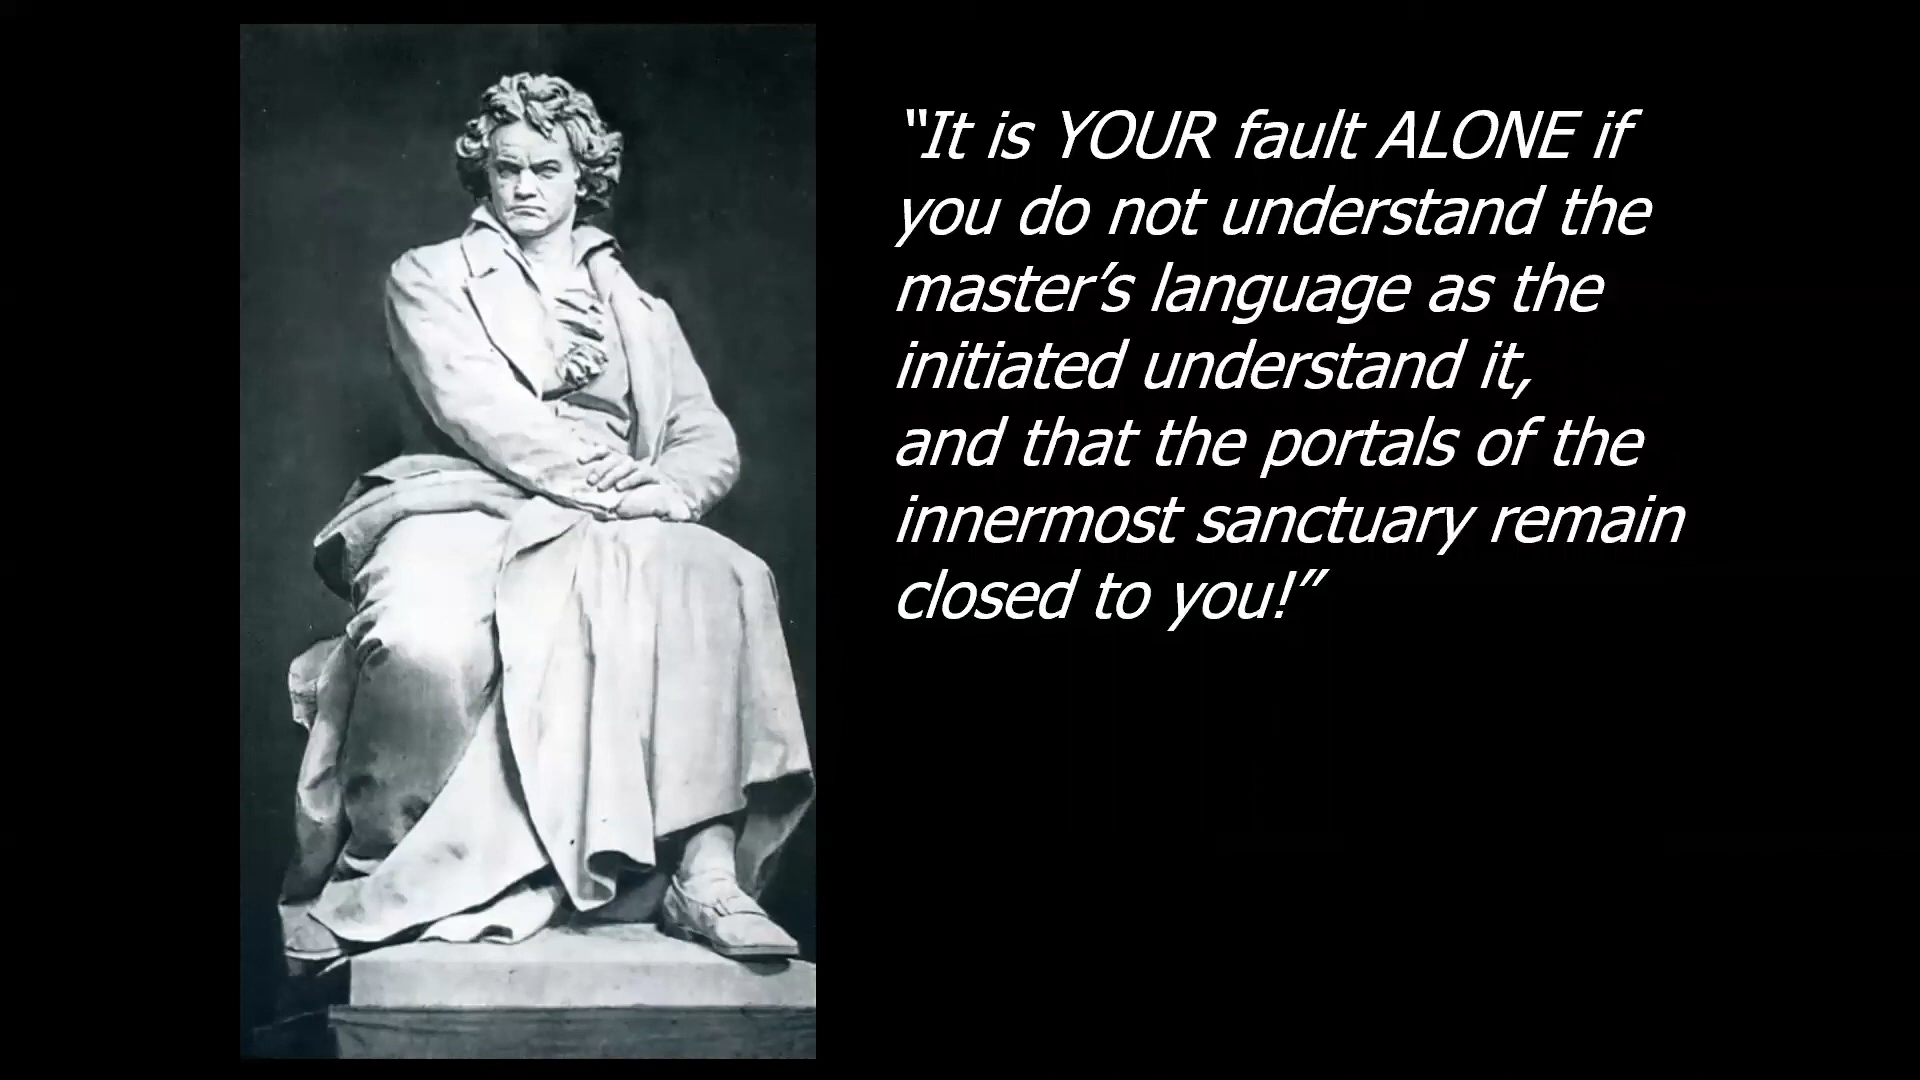 “It is YOUR fault ALONE if
you do not understand the
master’s language as the
initiated understand it,
and that the portals of the
innermost sanctuary remain
closed to you!”